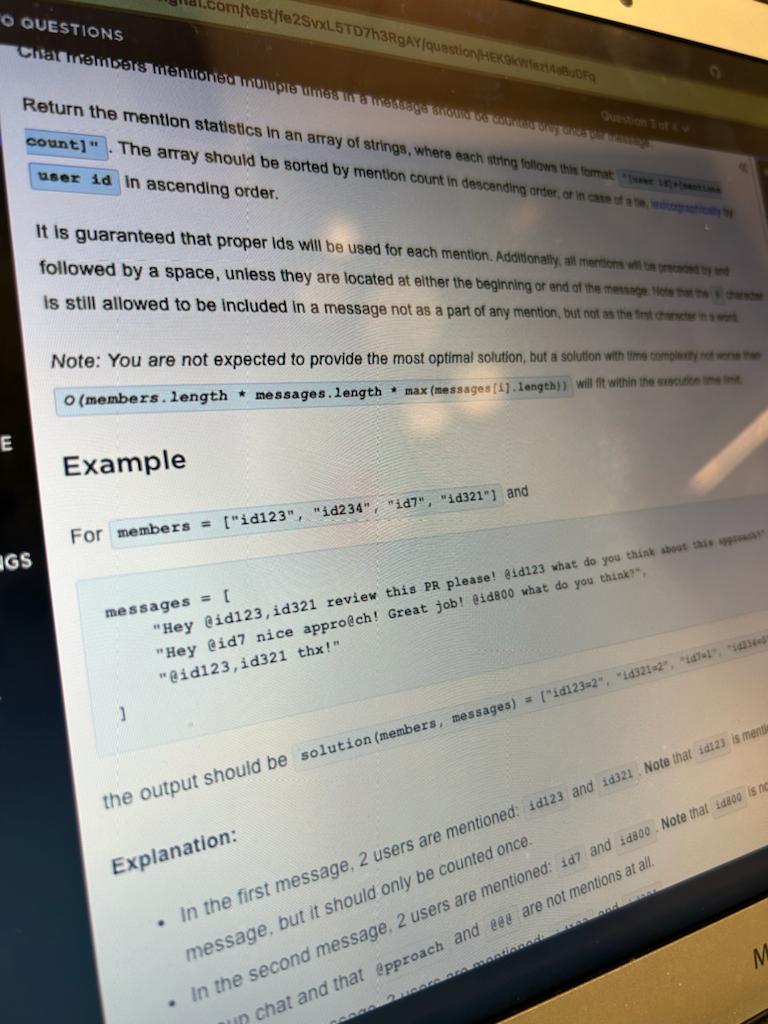 gnal.com/test/fe2SvxL5TD7h3RgAY/question/HEK9kWfezt4aBuDFq
O QUESTIONS
Question 3 of 4
Chat members mentioned multiple times in a message should be counted only once per message.
Return the mention statistics in an array of strings, where each string follows this format: "[user id]=[mentions
count]". The array should be sorted by mention count in descending order, or in case of a tie, lexicographically by
user id in ascending order.
It is guaranteed that proper ids will be used for each mention. Additionally, all mentions will be preceded by and
followed by a space, unless they are located at either the beginning or end of the message. Note that the character
is still allowed to be included in a message not as a part of any mention, but not as the first character in a word.
Note: You are not expected to provide the most optimal solution, but a solution with time complexity not worse than
O(members.length * messages.length * max(messages[i].length)) will fit within the execution time limit.
E
Example
For members = ["id123", "id234", "id7", "id321"] and
NGS
messages = [
"Hey @id123,id321 review this PR please! @id123 what do you think about this approach?"
"Hey @id7 nice appro@ch! Great job! @id800 what do you think?",
"@id123,id321 thx!"
]
the output should be solution(members, messages) = ["id123=2", "id321=2", "id7=1", "id234=0"
Explanation:
• In the first message, 2 users are mentioned: id123 and id321. Note that id123 is
message, but it should only be counted once.
• In the second message, 2 users are mentioned: id7 and id800. Note that id800 is
up chat and that @pproach and @@@ are not mentions at all.
2 users are mentioned: and
M